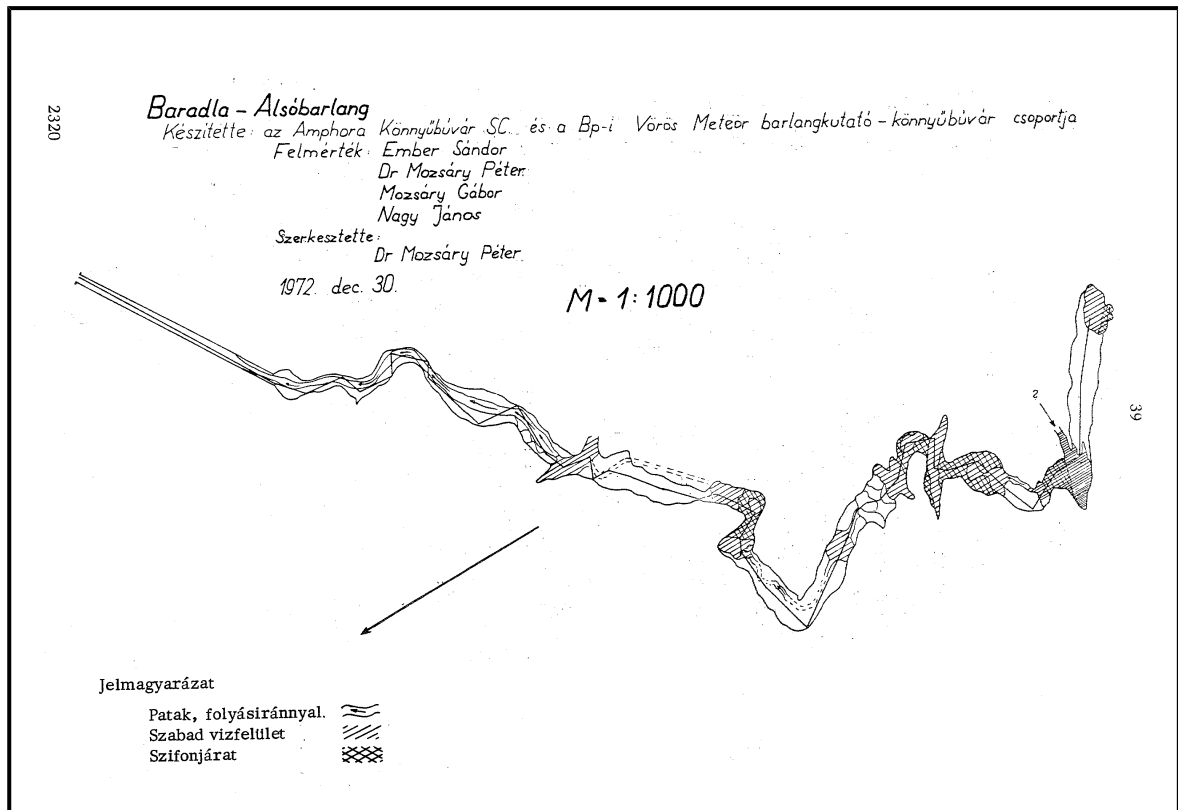 2320
Baradla - Alsóbarlang
Készitette: az Amphora Könnyűbúvár SC. és a Bp-i Vörös Meteor barlangkutató - könnyűbúvár csoportja
Felmérték: Ember Sándor
Dr Mozsáry Péter
Mozsáry Gábor
Nagy János
Szerkesztette:
Dr Mozsáry Péter.
1972. dec. 30.
M = 1:1000
?
39
Jelmagyarázat
Patak, folyásiránnyal.
Szabad vizfelület
Szifonjárat